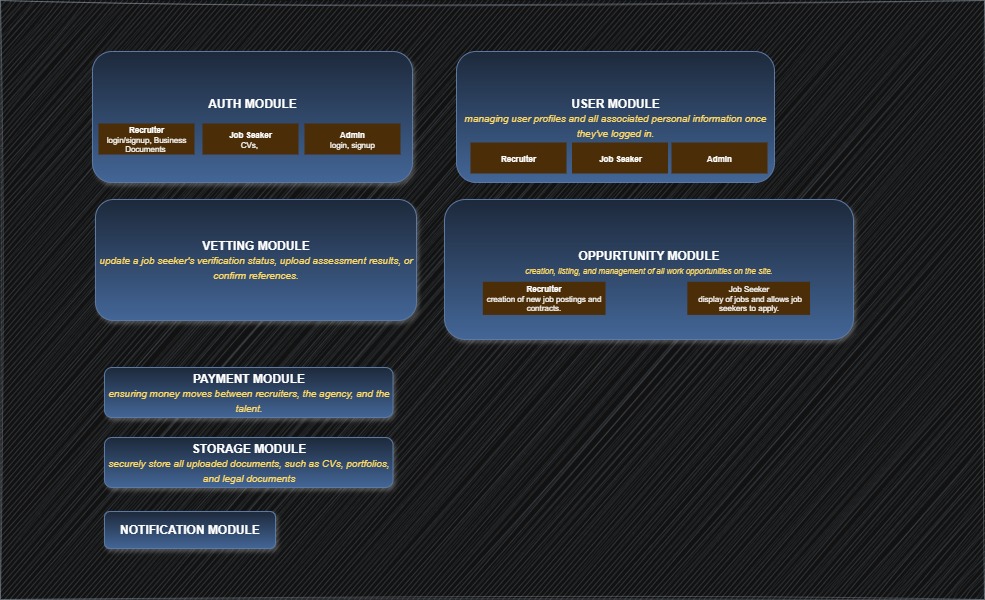 AUTH MODULE
Recruiter
login/signup, Business
Documents
Job Seaker
CVs,
Admin
login, signup
USER MODULE
managing user profiles and all associated personal information once
they've logged in.
Recruiter
Job Seaker
Admin
VETTING MODULE
update a job seeker's verification status, upload assessment results, or
confirm references.
OPPURTUNITY MODULE
creation, listing, and management of all work opportunities on the site.
Recruiter
creation of new job postings and
contracts.
Job Seeker
display of jobs and allows job
seekers to apply.
PAYMENT MODULE
ensuring money moves between recruiters, the agency, and the
talent.
STORAGE MODULE
securely store all uploaded documents, such as CVs, portfolios,
and legal documents
NOTIFICATION MODULE